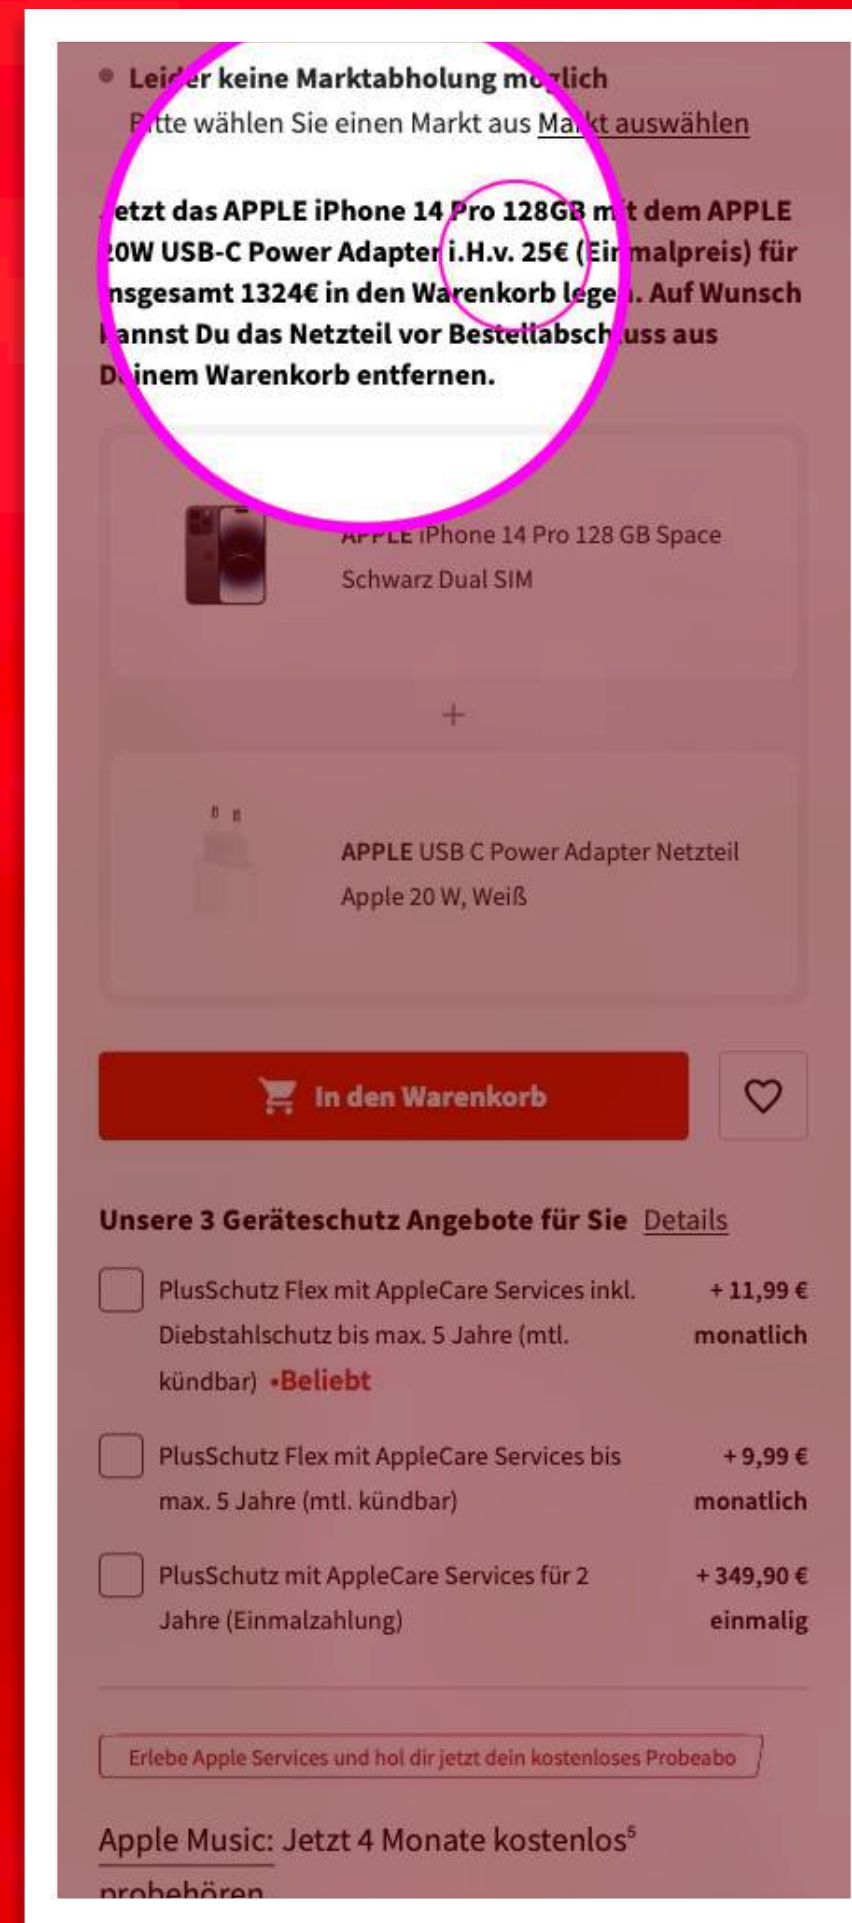 Leider keine Marktabholung möglich
Bitte wählen Sie einen Markt aus Markt auswählen
Jetzt das APPLE iPhone 14 Pro 128GB mit dem APPLE
20W USB-C Power Adapter i.H.v. 25€ (Einmalpreis) für
insgesamt 1324€ in den Warenkorb legen. Auf Wunsch
kannst Du das Netzteil vor Bestellabschluss aus
Deinem Warenkorb entfernen.
APPLE iPhone 14 Pro 128 GB Space
Schwarz Dual SIM
+
APPLE USB C Power Adapter Netzteil
Apple 20 W, Weiß
In den Warenkorb
Unsere 3 Geräteschutz Angebote für Sie Details
PlusSchutz Flex mit AppleCare Services inkl. + 11,99 €
Diebstahlschutz bis max. 5 Jahre (mtl. monatlich
kündbar) •Beliebt
PlusSchutz Flex mit AppleCare Services bis + 9,99 €
max. 5 Jahre (mtl. kündbar) monatlich
PlusSchutz mit AppleCare Services für 2 + 349,90 €
Jahre (Einmalzahlung) einmalig
Erlebe Apple Services und hol dir jetzt dein kostenloses Probeabo
Apple Music: Jetzt 4 Monate kostenlos⁵
probehören